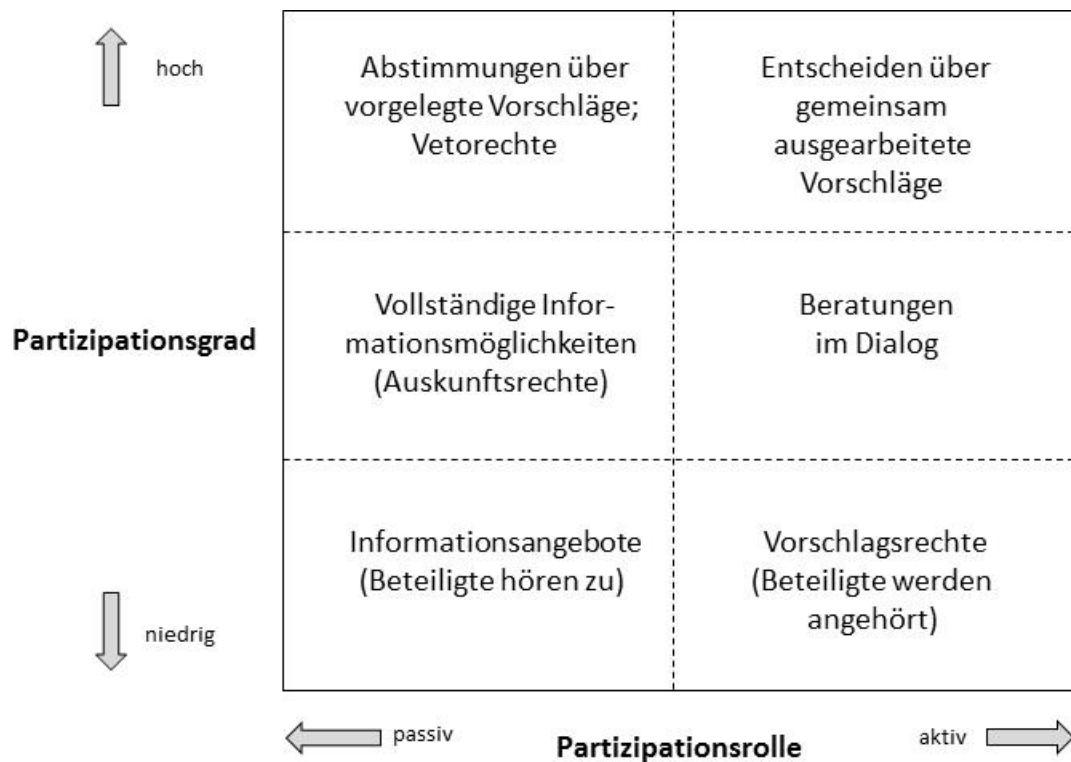 hoch
Abstimmungen über
vorgelegte Vorschläge;
Vetorechte
Entscheiden über
gemeinsam
ausgearbeitete
Vorschläge
Partizipationsgrad
Vollständige Infor-
mationsmöglichkeiten
(Auskunftsrechte)
Beratungen
im Dialog
Informationsangebote
(Beteiligte hören zu)
Vorschlagsrechte
(Beteiligte werden
angehört)
niedrig
passiv
Partizipationsrolle
aktiv